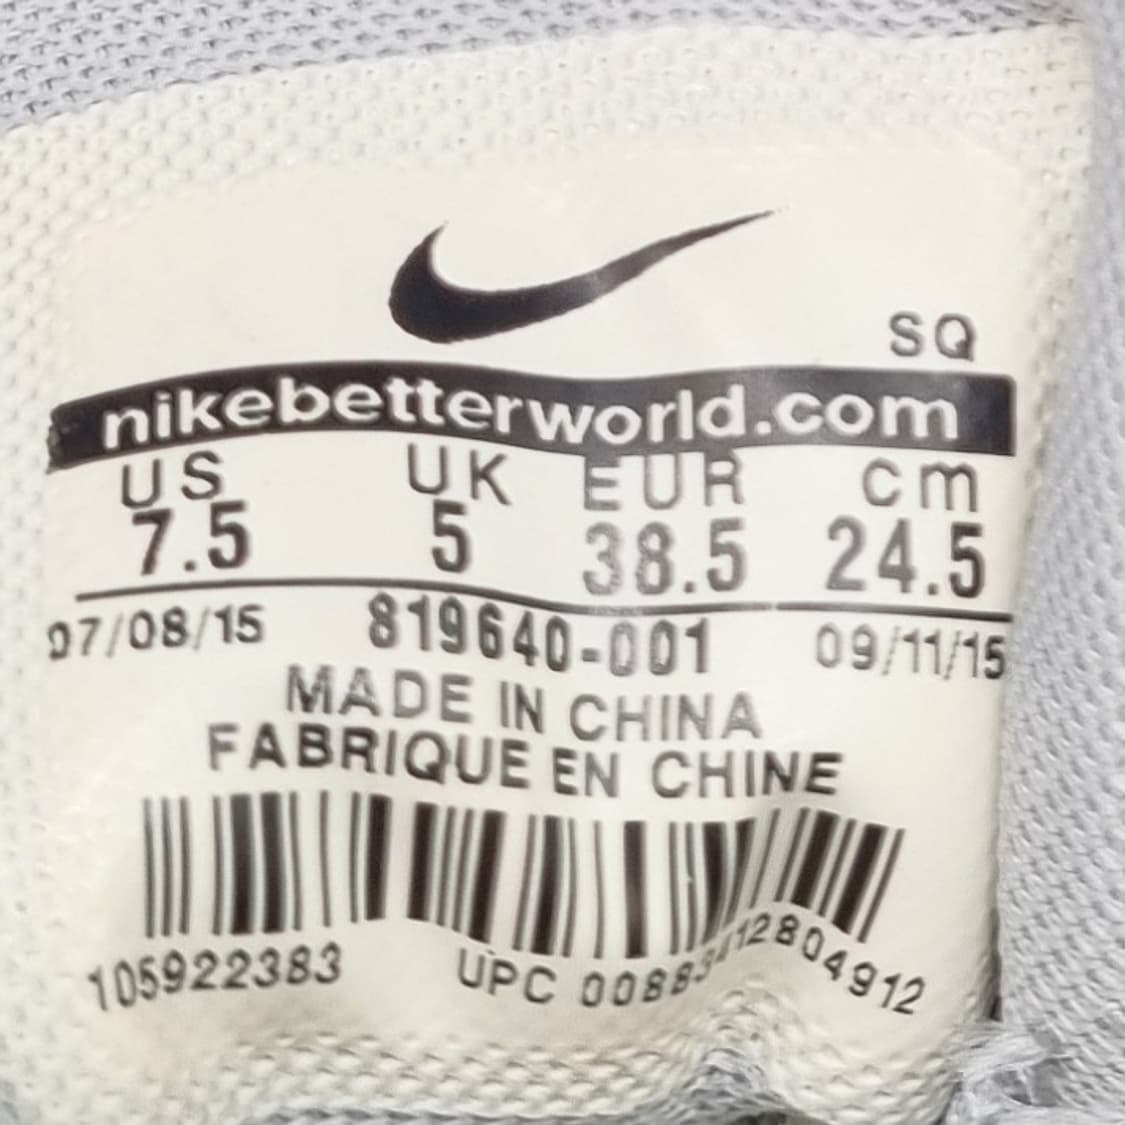 SQ
nikebetterworld.com
US UK EUR cm
7.5 5 38.5 24.5
07/08/15 819640-001 09/11/15
MADE IN CHINA
FABRIQUE EN CHINE
105922383 UPC